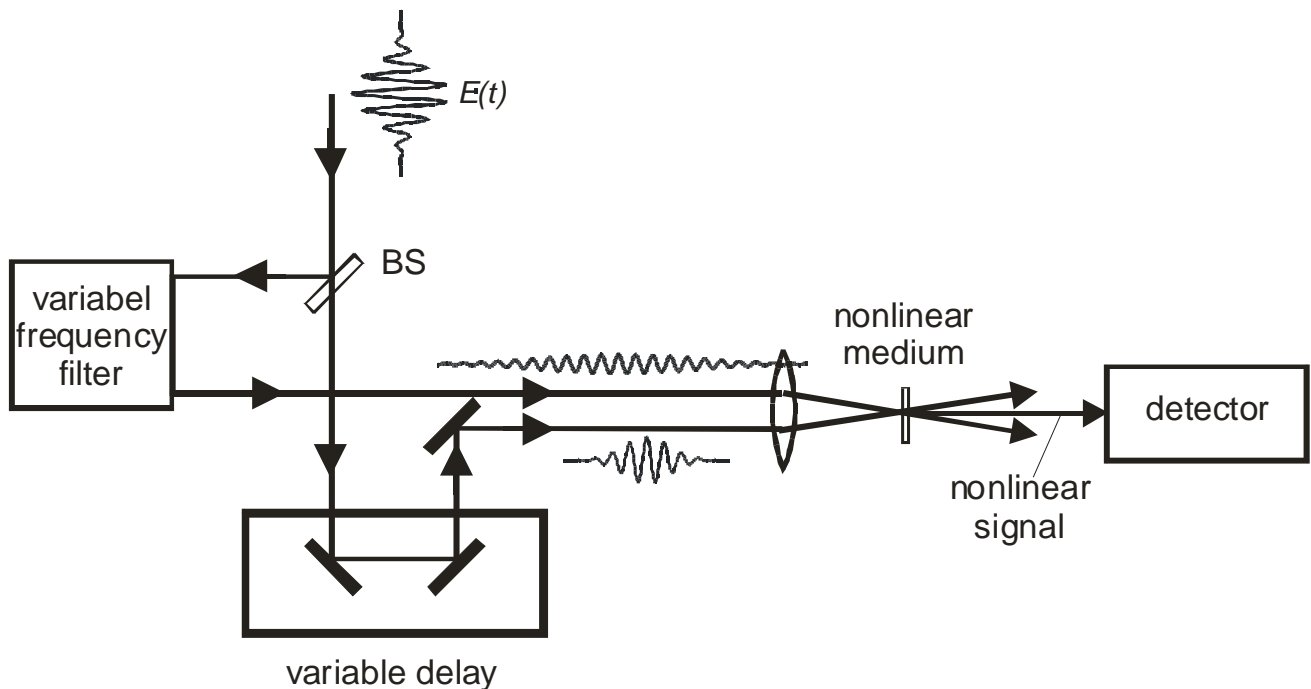 E(t)
BS
variabel
frequency
filter
nonlinear
medium
detector
nonlinear
signal
variable delay